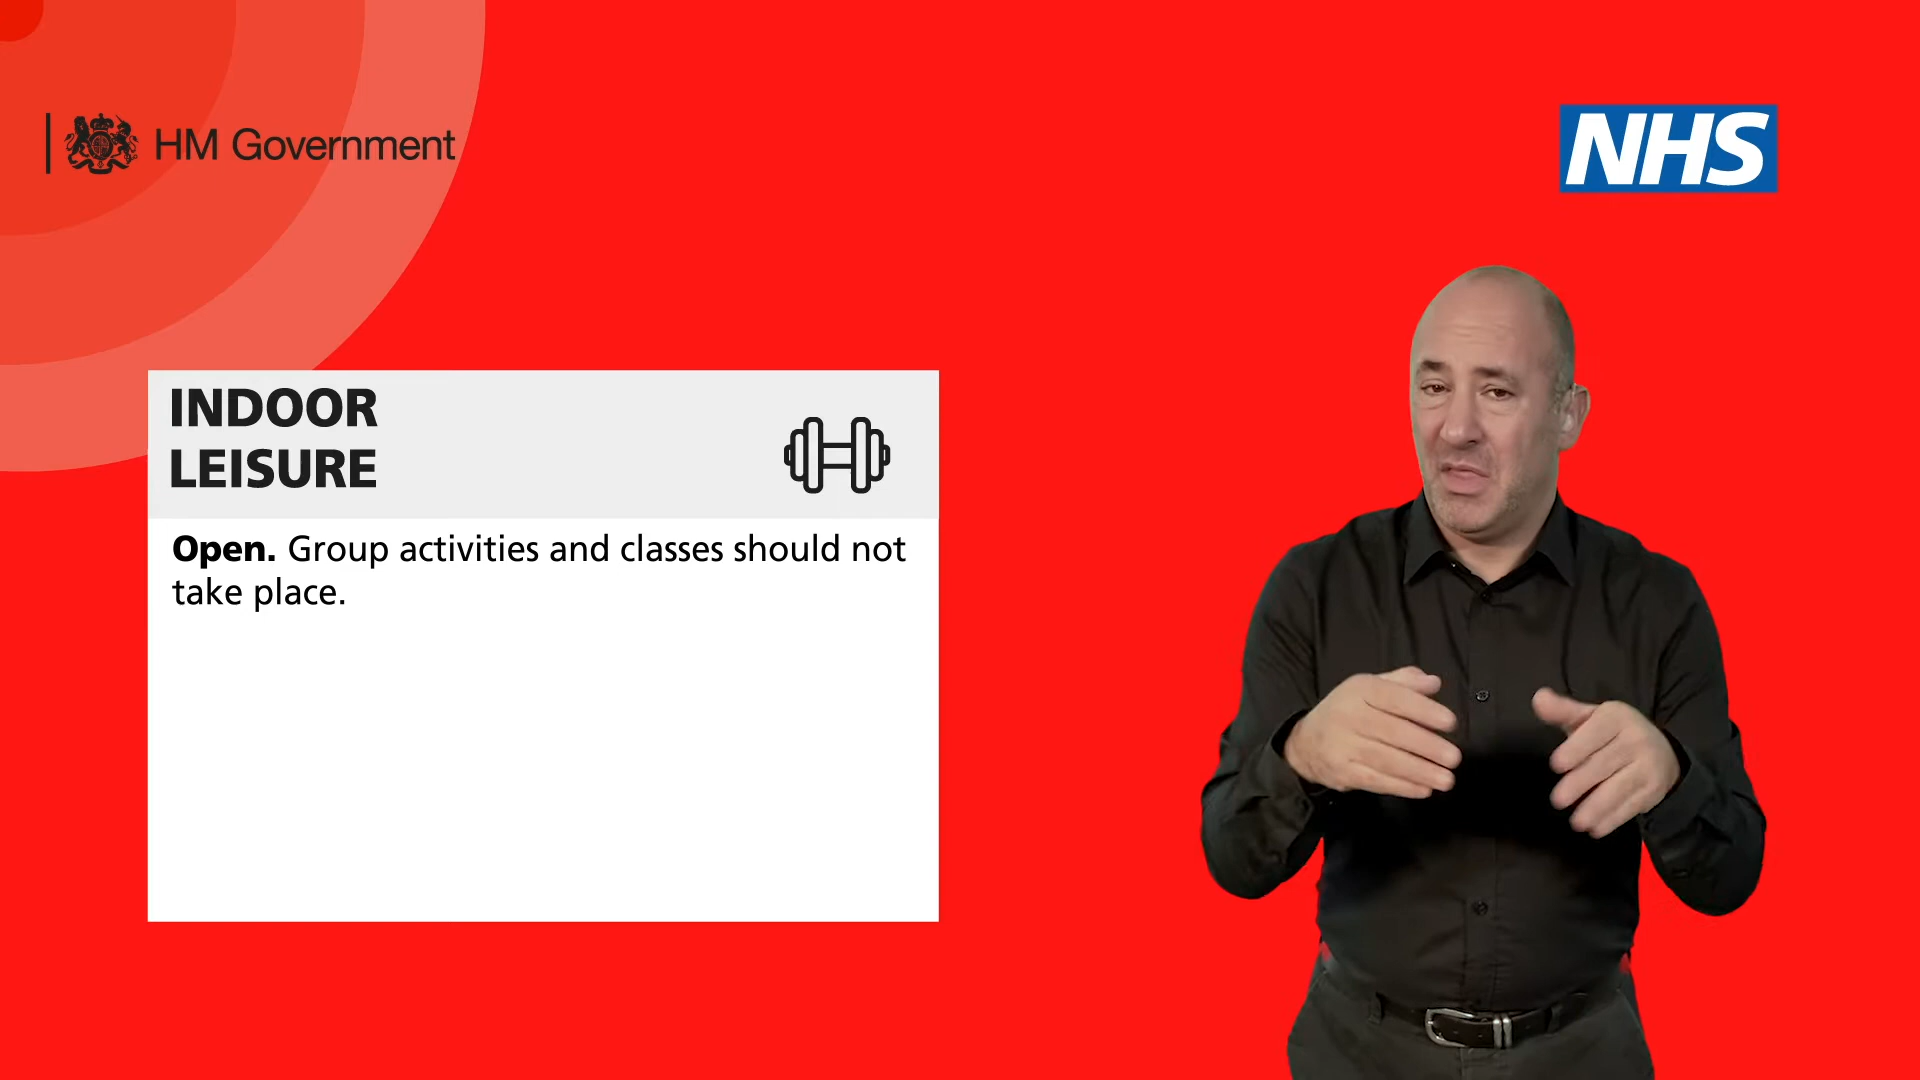 HM Government
NHS
INDOOR
LEISURE
Open. Group activities and classes should not
take place.